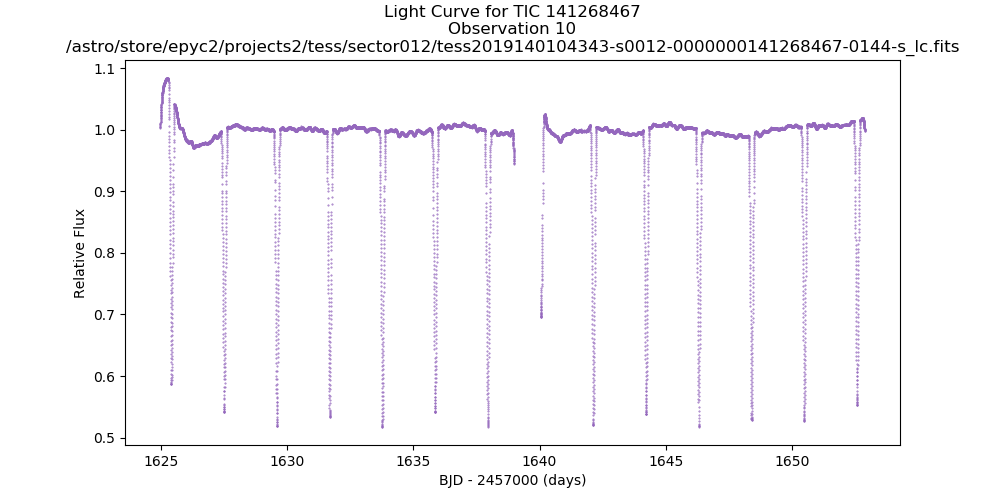 Light Curve for TIC 141268467
Observation 10
/astro/store/epyc2/projects2/tess/sector012/tess2019140104343-s0012-0000000141268467-0144-s_lc.fits
1.1
1.0
0.9
0.8
0.7
0.6
0.5
Relative Flux
1625
1630
1635
1640
1645
1650
BJD - 2457000 (days)